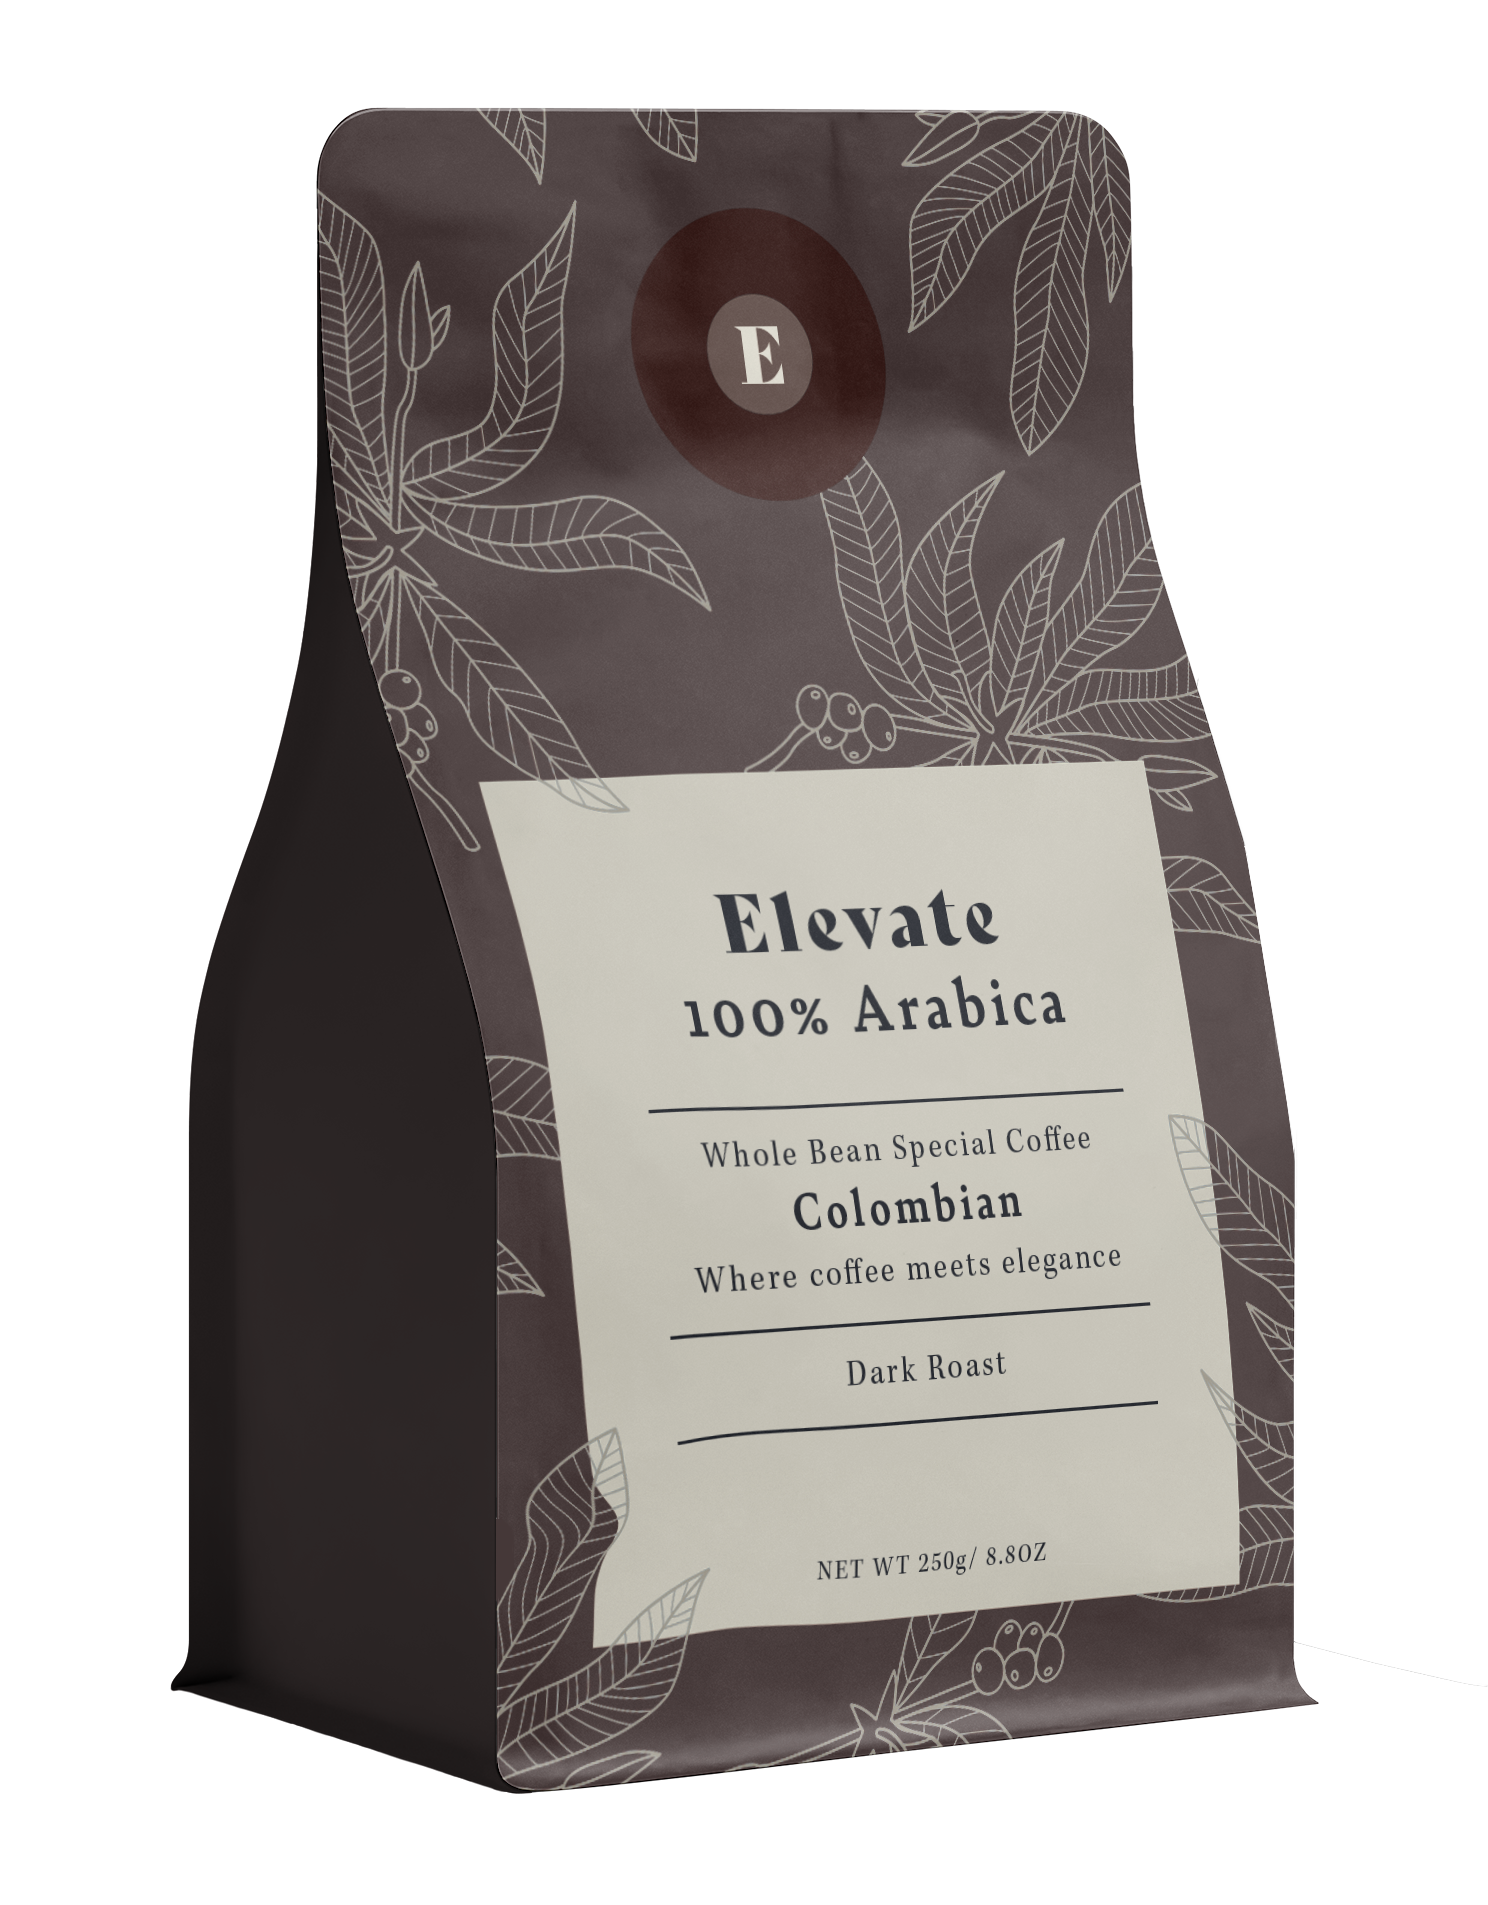 E
Elevate
100% Arabica
Whole Bean Special Coffee
Colombian
Where coffee meets elegance
Dark Roast
NET WT 250g/ 8.8OZ